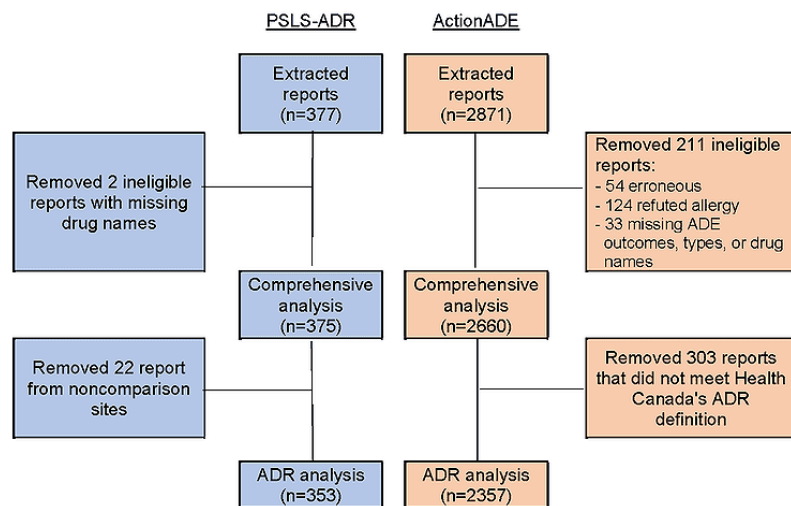 PSLS-ADR
ActionADE
Extracted
reports
(n=377)
Extracted
reports
(n=2871)
Removed 2 ineligible
reports with missing
drug names
Removed 211 ineligible
reports:
- 54 erroneous
- 124 refuted allergy
- 33 missing ADE
outcomes, types, or drug
names
Comprehensive
analysis
(n=375)
Comprehensive
analysis
(n=2660)
Removed 22 report
from noncomparison
sites
Removed 303 reports
that did not meet Health
Canada's ADR
definition
ADR analysis
(n=353)
ADR analysis
(n=2357)